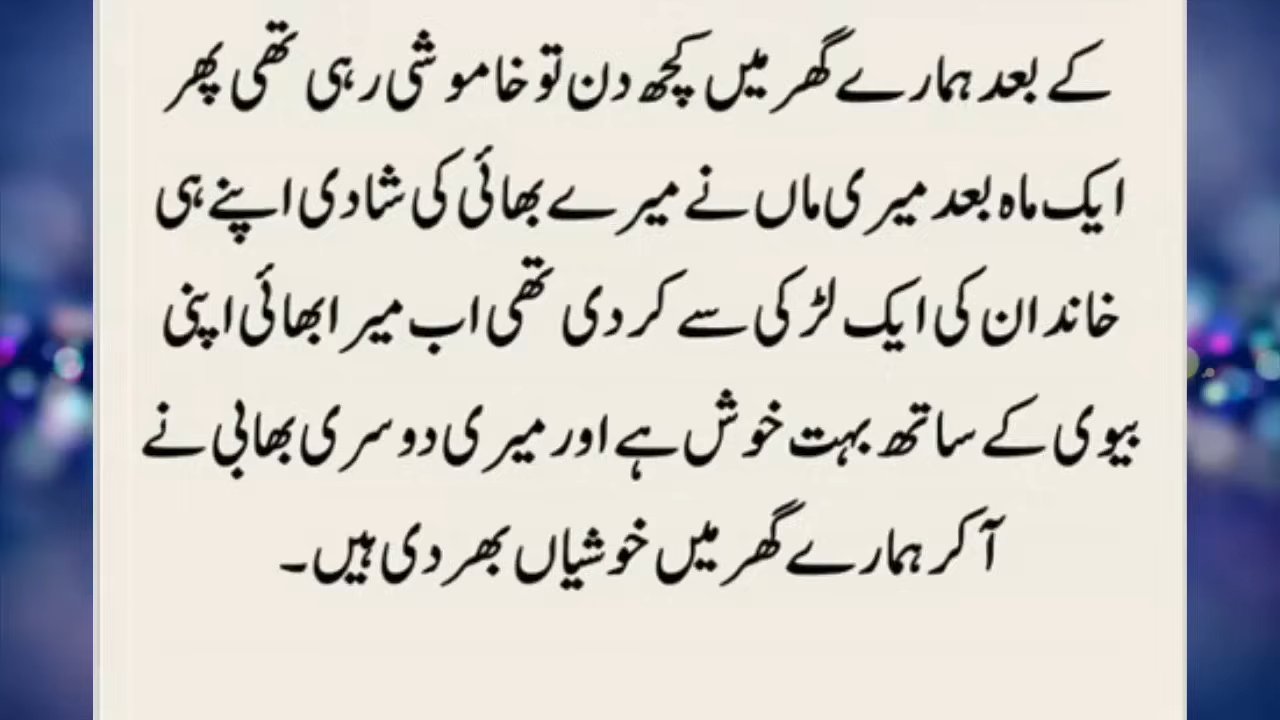 کے بعد ہمارے گھر میں کچھ دن تو خاموشی رہی تھی پھر
ایک ماہ بعد میری ماں نے میرے بھائی کی شادی اپنے ہی
خاندان کی ایک لڑکی سے کر دی تھی اب میرا بھائی اپنی
بیوی کے ساتھ بہت خوش ہے اور میری دوسری بھابی نے
آ کر ہمارے گھر میں خوشیاں بھر دی ہیں۔